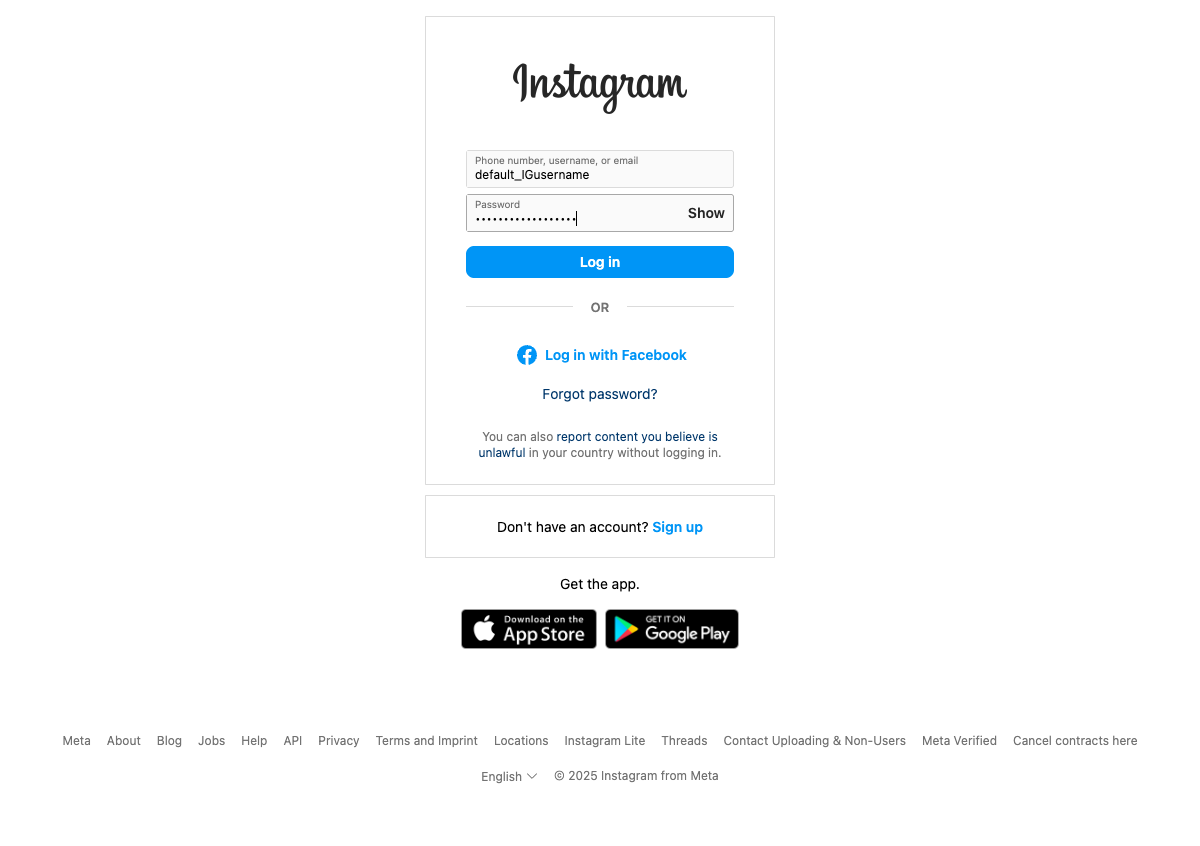 Instagram
Phone number, username, or email
default_IGusername
Password
••••••••••••••••••
Show
Log in
OR
Log in with Facebook
Forgot password?
You can also report content you believe is
unlawful in your country without logging in.
Don't have an account? Sign up
Get the app.
Download on the
App Store
GET IT ON
Google Play
Meta About Blog Jobs Help API Privacy Terms and Imprint Locations Instagram Lite Threads Contact Uploading & Non-Users Meta Verified Cancel contracts here
English © 2025 Instagram from Meta